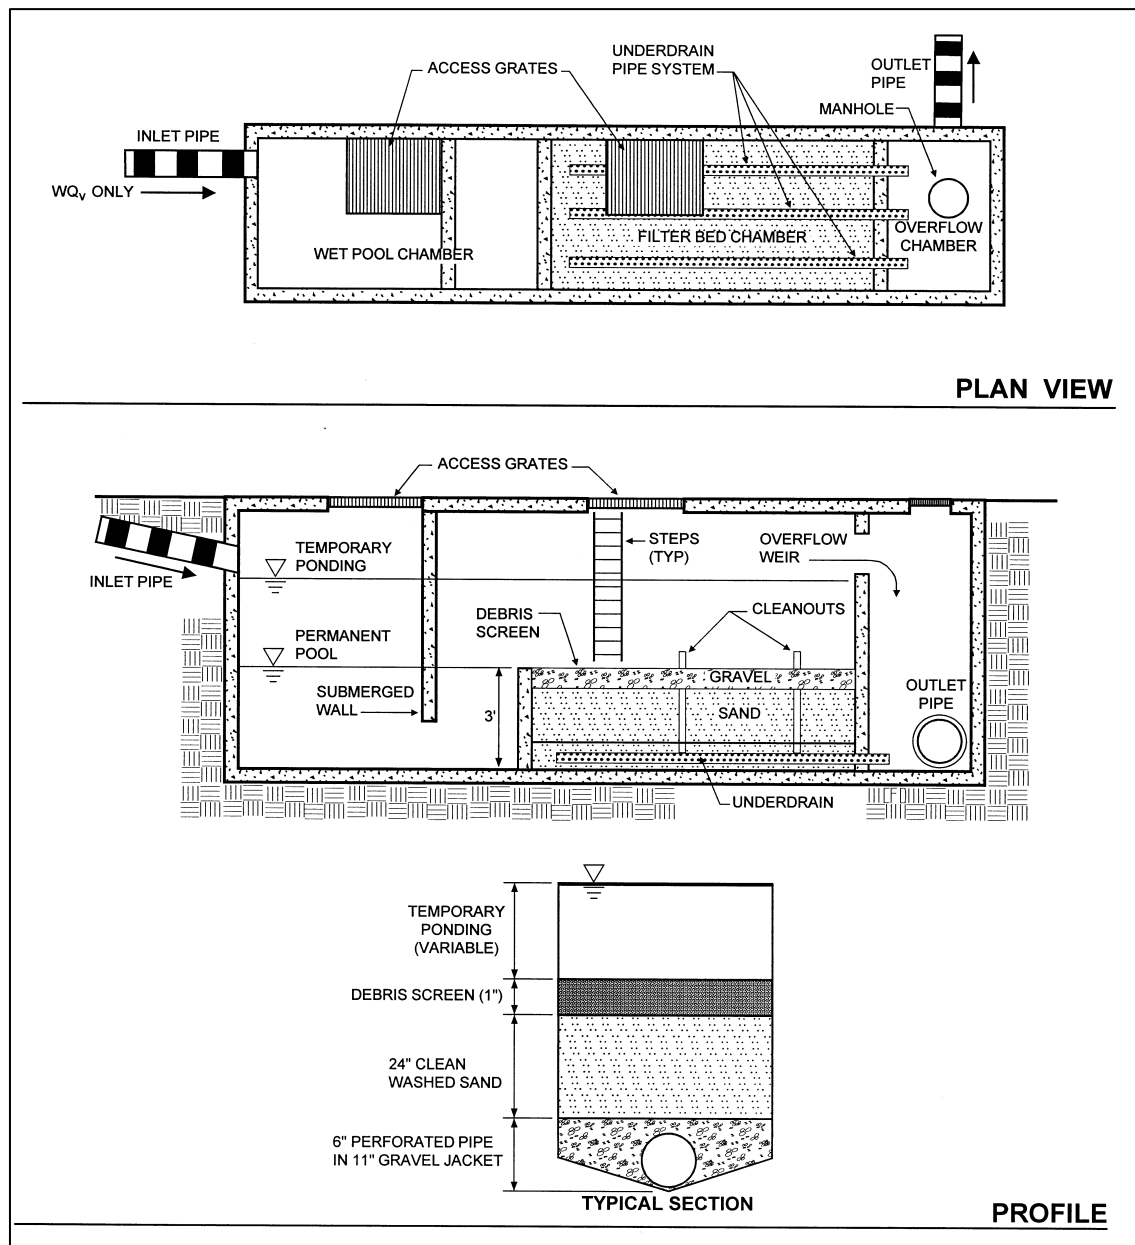 UNDERDRAIN
PIPE SYSTEM
ACCESS GRATES
OUTLET
PIPE
MANHOLE
INLET PIPE
WQv ONLY
WET POOL CHAMBER
FILTER BED CHAMBER
OVERFLOW
CHAMBER
PLAN VIEW
ACCESS GRATES
TEMPORARY
PONDING
STEPS
(TYP)
OVERFLOW
WEIR
INLET PIPE
DEBRIS
SCREEN
CLEANOUTS
PERMANENT
POOL
GRAVEL
SUBMERGED
WALL
3'
SAND
OUTLET
PIPE
UNDERDRAIN
TEMPORARY
PONDING
(VARIABLE)
DEBRIS SCREEN (1")
24" CLEAN
WASHED SAND
6" PERFORATED PIPE
IN 11" GRAVEL JACKET
TYPICAL SECTION
PROFILE